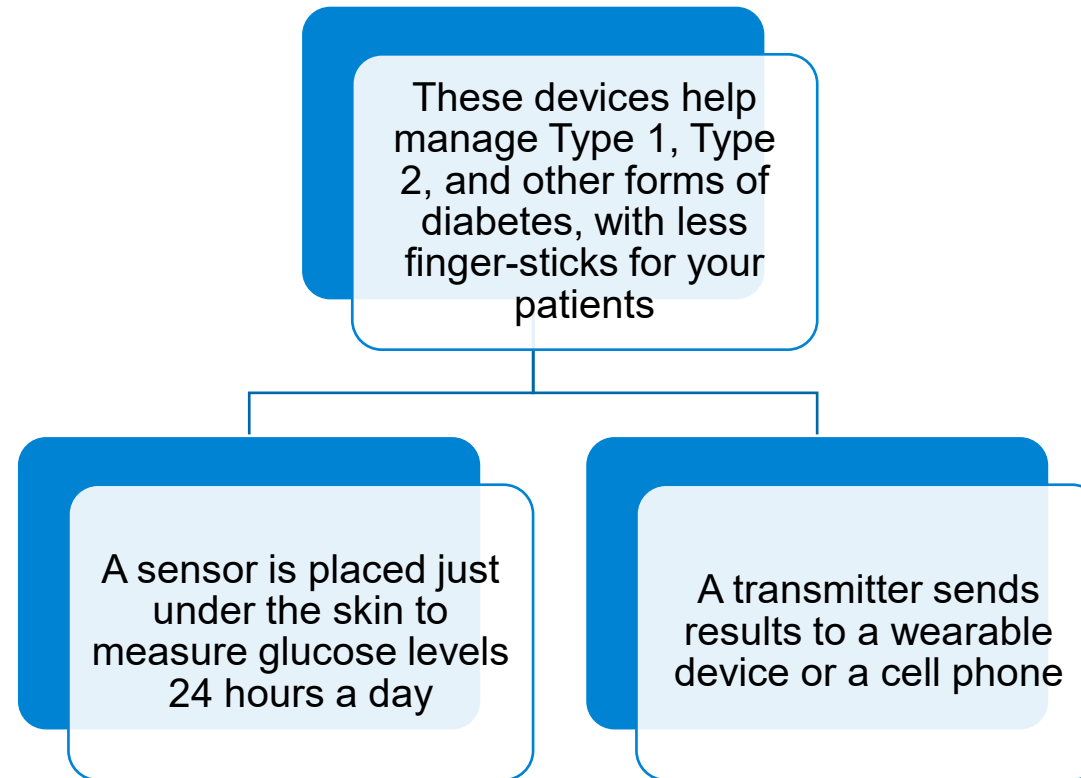 These devices help
manage Type 1, Type
2, and other forms of
diabetes, with less
finger-sticks for your
patients
A sensor is placed just
under the skin to
measure glucose levels
24 hours a day
A transmitter sends
results to a wearable
device or a cell phone